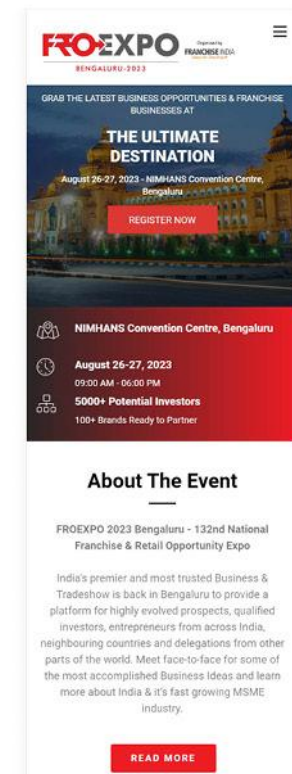 FROEXPO
BENGALURU-2023
Organised by
FRANCHISE INDIA
GRAB THE LATEST BUSINESS OPPORTUNITIES & FRANCHISE
BUSINESSES AT
THE ULTIMATE
DESTINATION
August 26-27, 2023 - NIMHANS Convention Centre,
Bengaluru
REGISTER NOW
NIMHANS Convention Centre, Bengaluru
August 26-27, 2023
09:00 AM - 06:00 PM
5000+ Potential Investors
100+ Brands Ready to Partner
About The Event
FROEXPO 2023 Bengaluru - 132nd National
Franchise & Retail Opportunity Expo
India's premier and most trusted Business &
Tradeshow is back in Bengaluru to provide a
platform for highly evolved prospects, qualified
investors, entrepreneurs from across India,
neighbouring countries and delegations from other
parts of the world. Meet face-to-face for some of
the most accomplished Business Ideas and learn
more about India & it's fast growing MSME
industry.
READ MORE